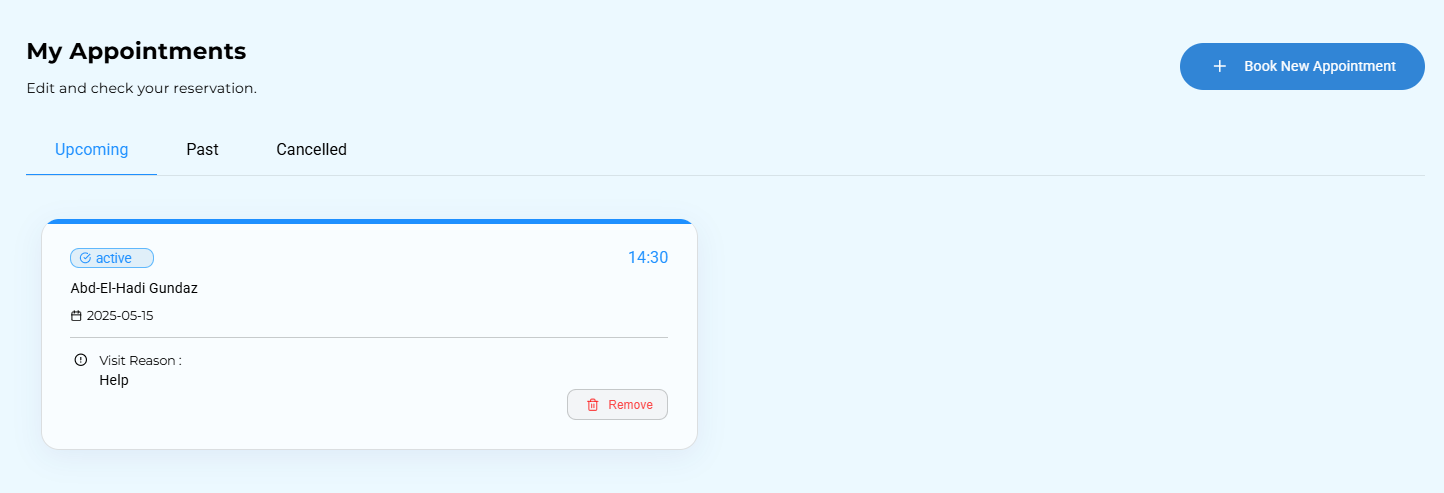 My Appointments
Book New Appointment
Edit and check your reservation.
Upcoming Past Cancelled
active 14:30
Abd-El-Hadi Gundaz
2025-05-15
Visit Reason :
Help
Remove